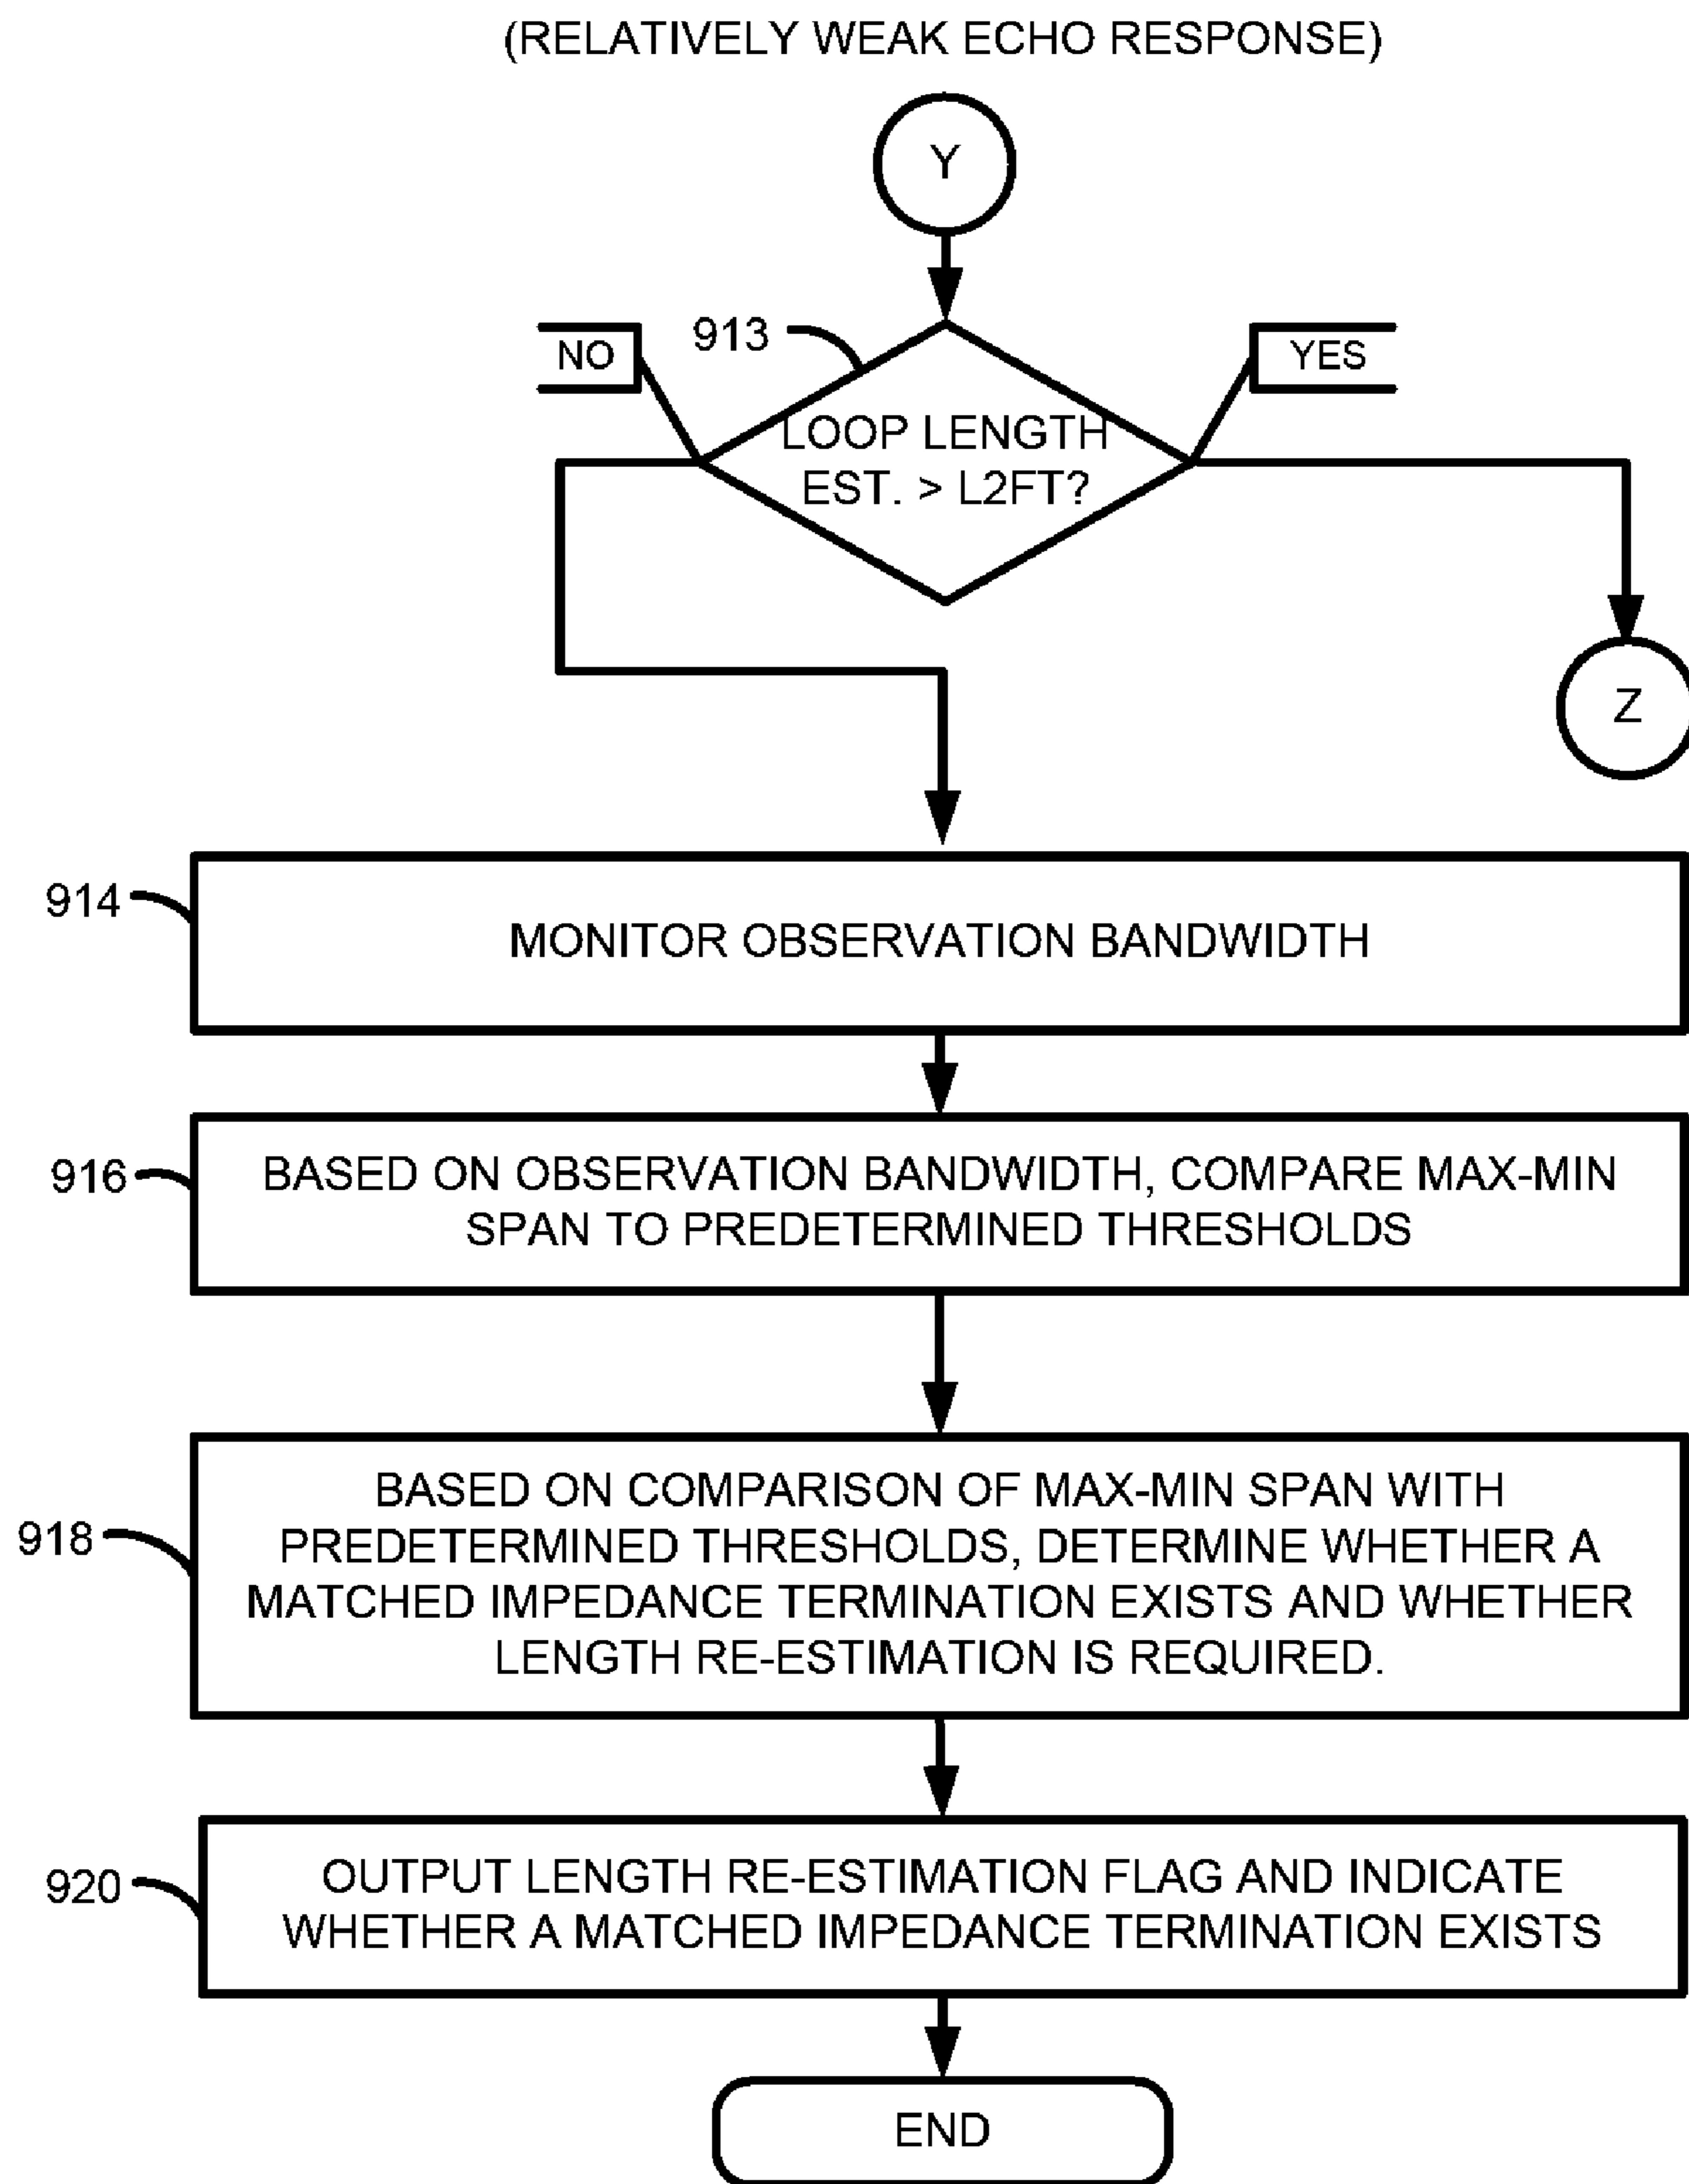 (RELATIVELY WEAK ECHO RESPONSE)
Y
913
NO
YES
LOOP LENGTH
EST. > L2FT?
Z
914
MONITOR OBSERVATION BANDWIDTH
916
BASED ON OBSERVATION BANDWIDTH, COMPARE MAX-MIN
SPAN TO PREDETERMINED THRESHOLDS
918
BASED ON COMPARISON OF MAX-MIN SPAN WITH
PREDETERMINED THRESHOLDS, DETERMINE WHETHER A
MATCHED IMPEDANCE TERMINATION EXISTS AND WHETHER
LENGTH RE-ESTIMATION IS REQUIRED.
920
OUTPUT LENGTH RE-ESTIMATION FLAG AND INDICATE
WHETHER A MATCHED IMPEDANCE TERMINATION EXISTS
END